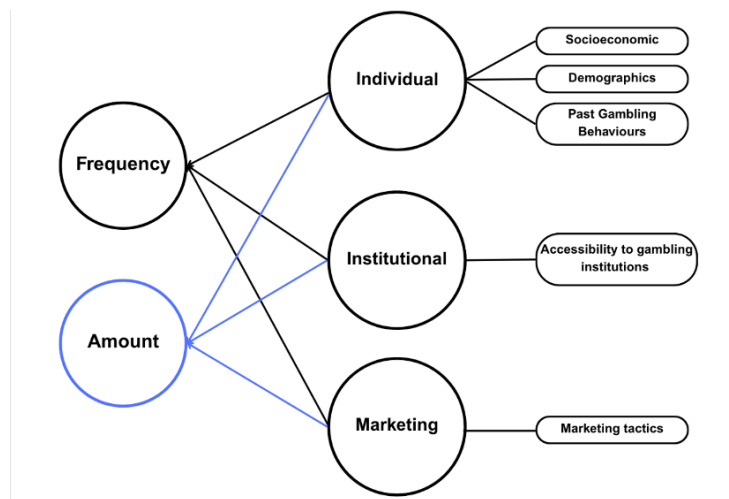 Individual
Socioeconomic
Demographics
Past Gambling
Behaviours
Frequency
Institutional
Accessibility to gambling
institutions
Amount
Marketing
Marketing tactics